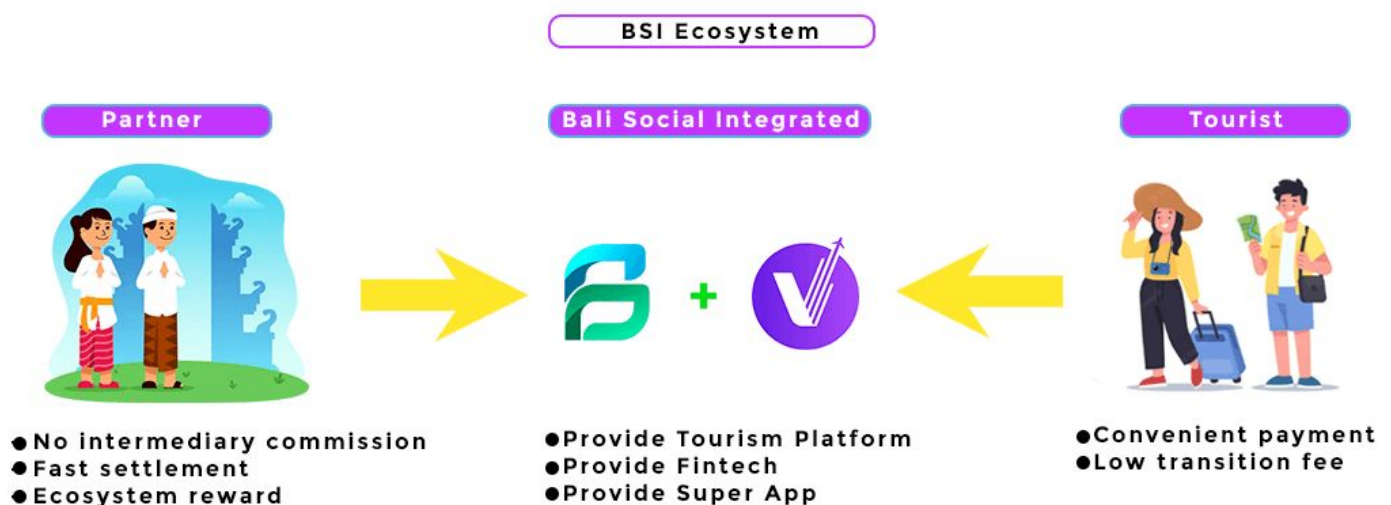 BSI Ecosystem
Partner
Bali Social Integrated
Tourist
No intermediary commission
Fast settlement
Ecosystem reward
Provide Tourism Platform
Provide Fintech
Provide Super App
Convenient payment
Low transition fee